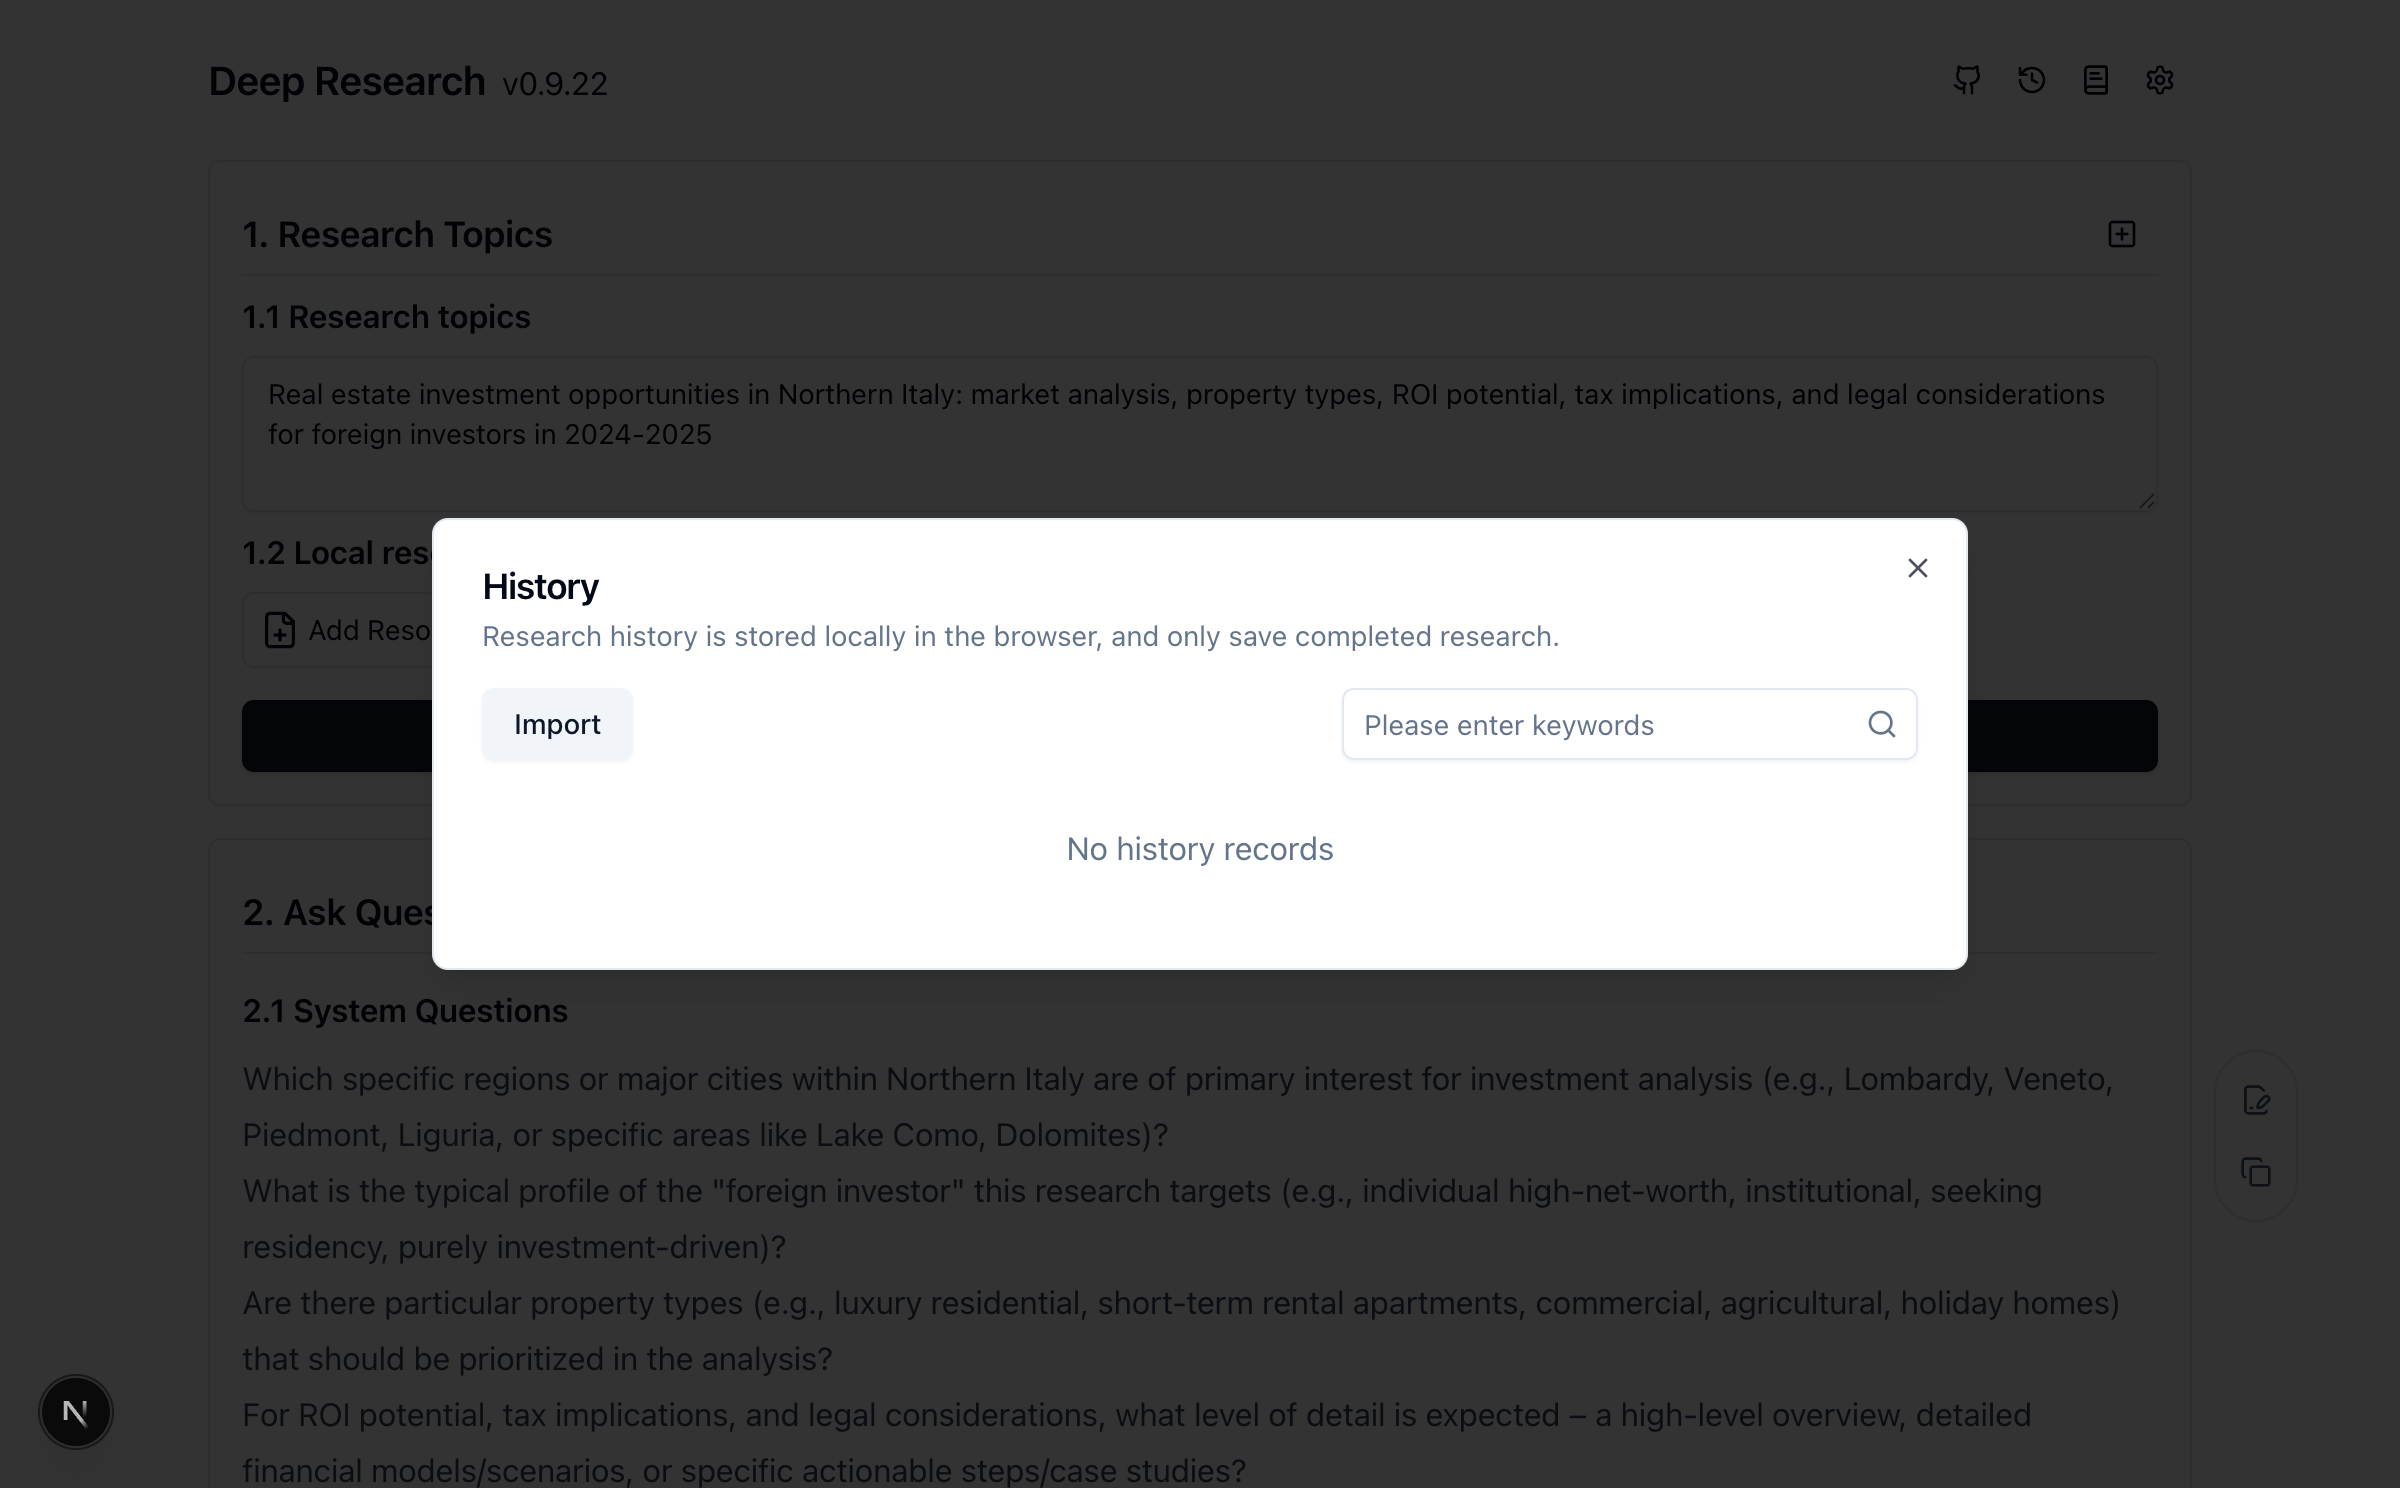 Deep Research v0.9.22
1. Research Topics
1.1 Research topics
Real estate investment opportunities in Northern Italy: market analysis, property types, ROI potential, tax implications, and legal considerations
for foreign investors in 2024-2025
1.2 Local res
Add Reso
History
Research history is stored locally in the browser, and only save completed research.
Import
Please enter keywords
No history records
2. Ask Ques
2.1 System Questions
Which specific regions or major cities within Northern Italy are of primary interest for investment analysis (e.g., Lombardy, Veneto,
Piedmont, Liguria, or specific areas like Lake Como, Dolomites)?
What is the typical profile of the "foreign investor" this research targets (e.g., individual high-net-worth, institutional, seeking
residency, purely investment-driven)?
Are there particular property types (e.g., luxury residential, short-term rental apartments, commercial, agricultural, holiday homes)
that should be prioritized in the analysis?
For ROI potential, tax implications, and legal considerations, what level of detail is expected – a high-level overview, detailed
financial models/scenarios, or specific actionable steps/case studies?
N